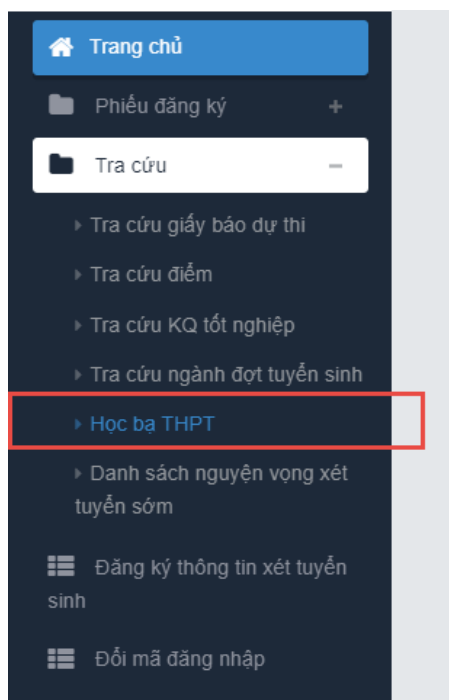 Trang chủ
Phiếu đăng ký
Tra cứu
Tra cứu giấy báo dự thi
Tra cứu điểm
Tra cứu KQ tốt nghiệp
Tra cứu ngành đợt tuyển sinh
Học bạ THPT
Danh sách nguyện vọng xét
tuyển sớm
Đăng ký thông tin xét tuyển
sinh
Đổi mã đăng nhập